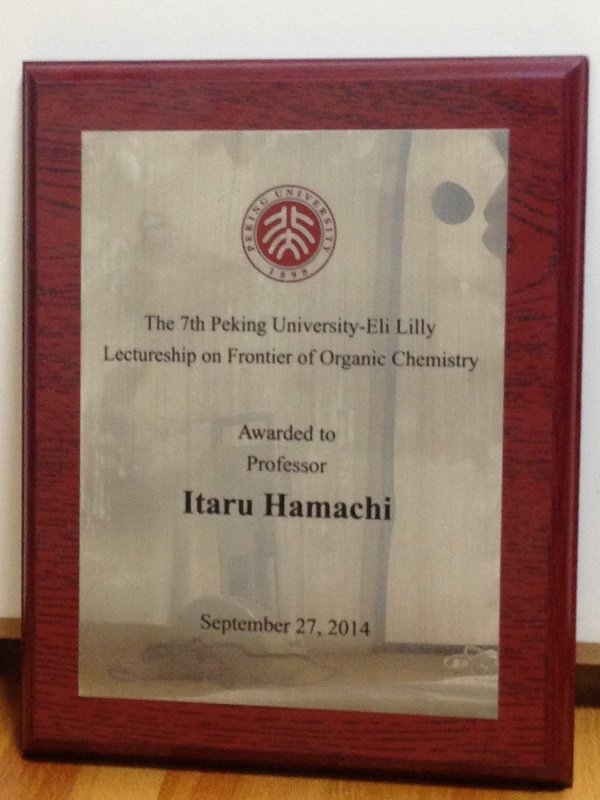 PEKING UNIVERSITY
1898
The 7th Peking University-Eli Lilly
Lectureship on Frontier of Organic Chemistry
Awarded to
Professor
Itaru Hamachi
September 27, 2014